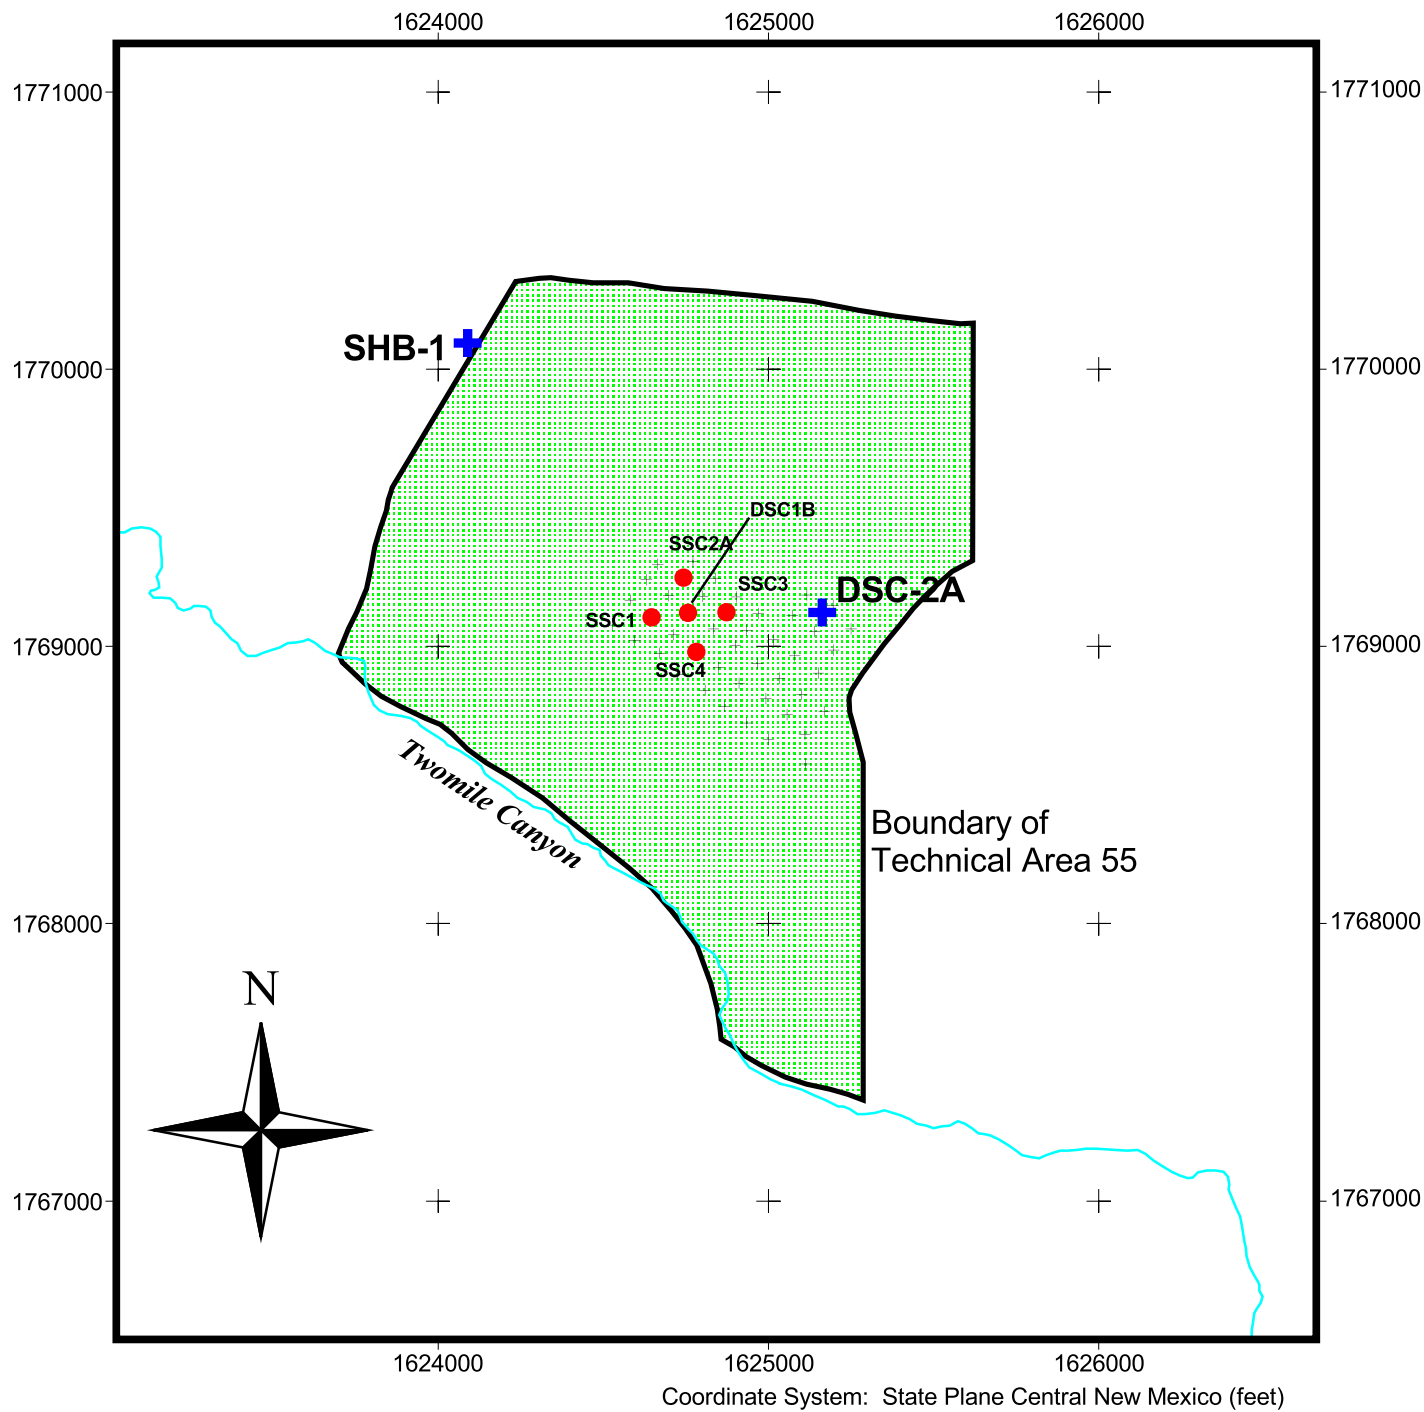 1624000 1625000 1626000
1771000 1771000
SHB-1
1770000 1770000
DSC1B
SSC2A
SSC3
DSC-2A
SSC1
1769000 1769000
SSC4
Twomile Canyon
Boundary of
Technical Area 55
1768000 1768000
N
1767000 1767000
1624000 1625000 1626000
Coordinate System: State Plane Central New Mexico (feet)